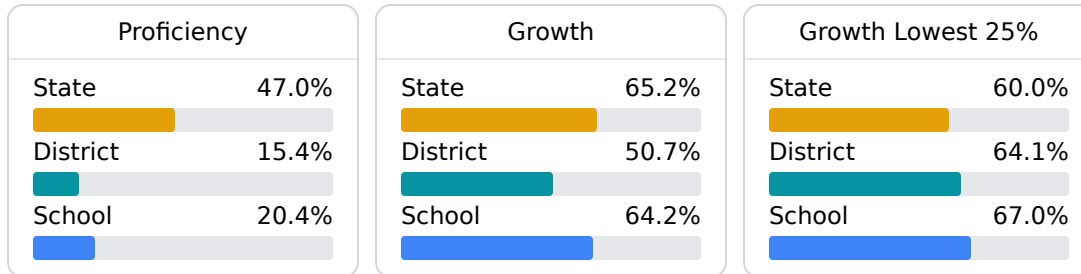 Proficiency
State 47.0%
District 15.4%
School 20.4%
Growth
State 65.2%
District 50.7%
School 64.2%
Growth Lowest 25%
State 60.0%
District 64.1%
School 67.0%